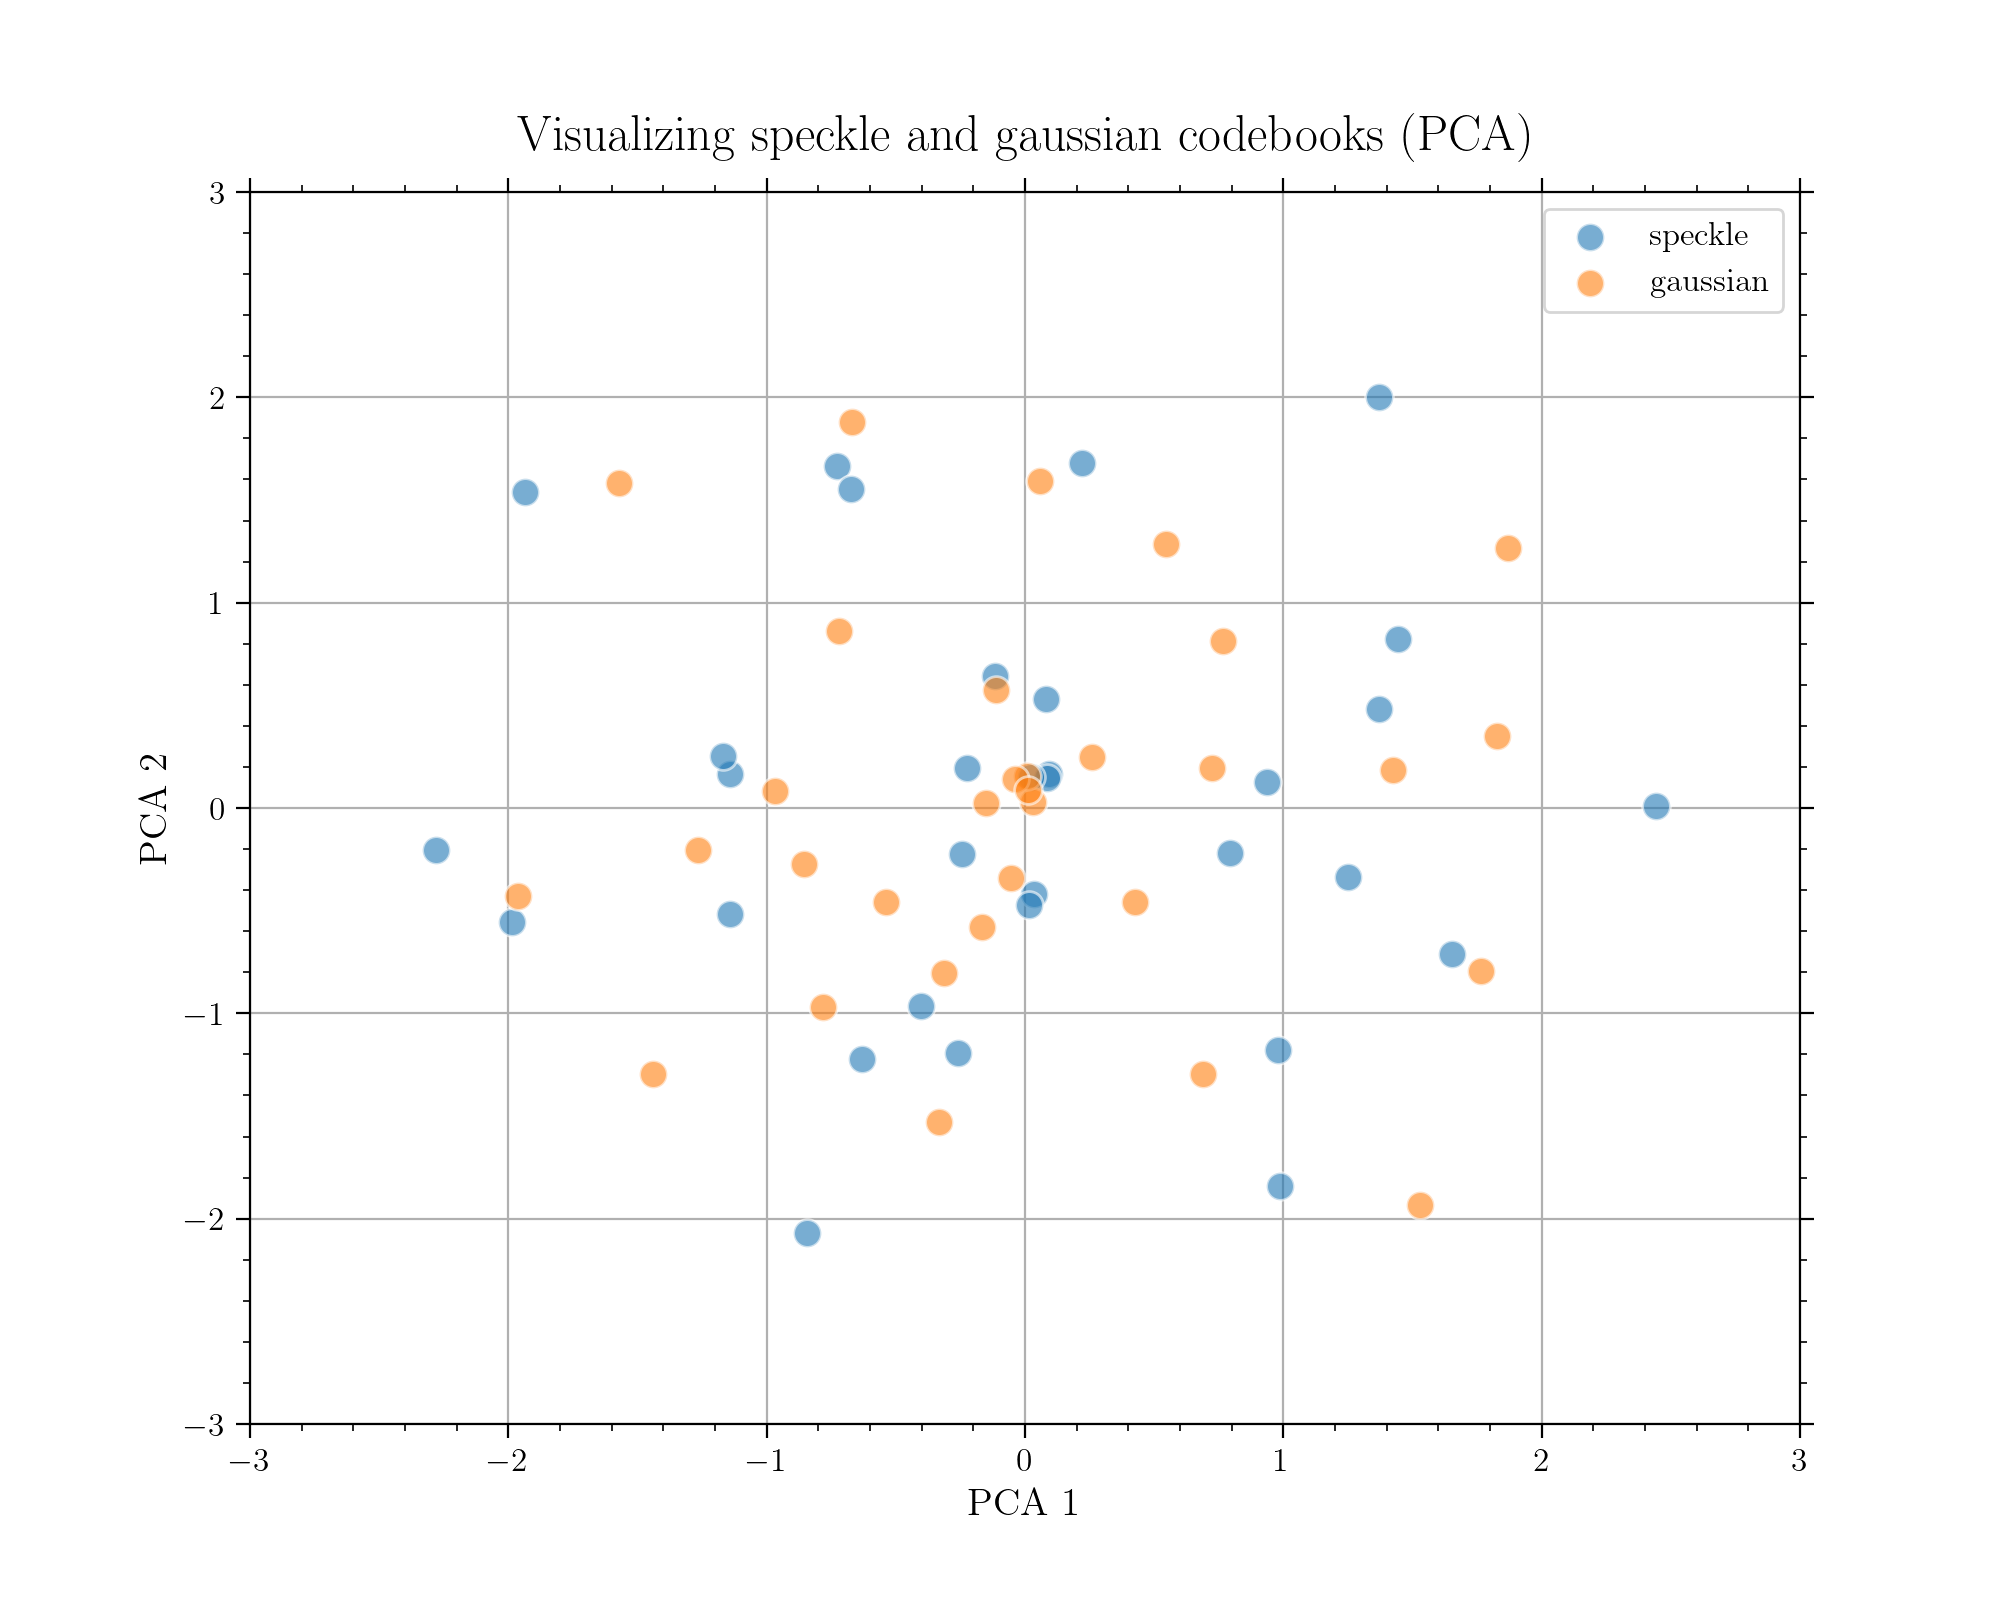 Visualizing speckle and gaussian codebooks (PCA)
speckle
gaussian
3
2
1
0
−1
−2
−3
PCA 2
−3 −2 −1 0 1 2 3
PCA 1